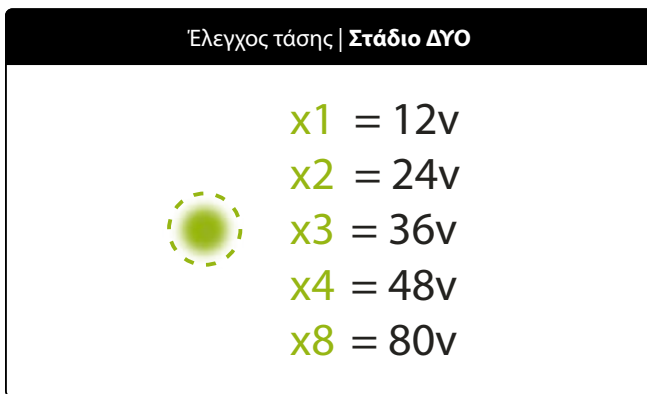 Έλεγχος τάσης | Στάδιο ΔΥΟ
x1 = 12v
x2 = 24v
x3 = 36v
x4 = 48v
x8 = 80v